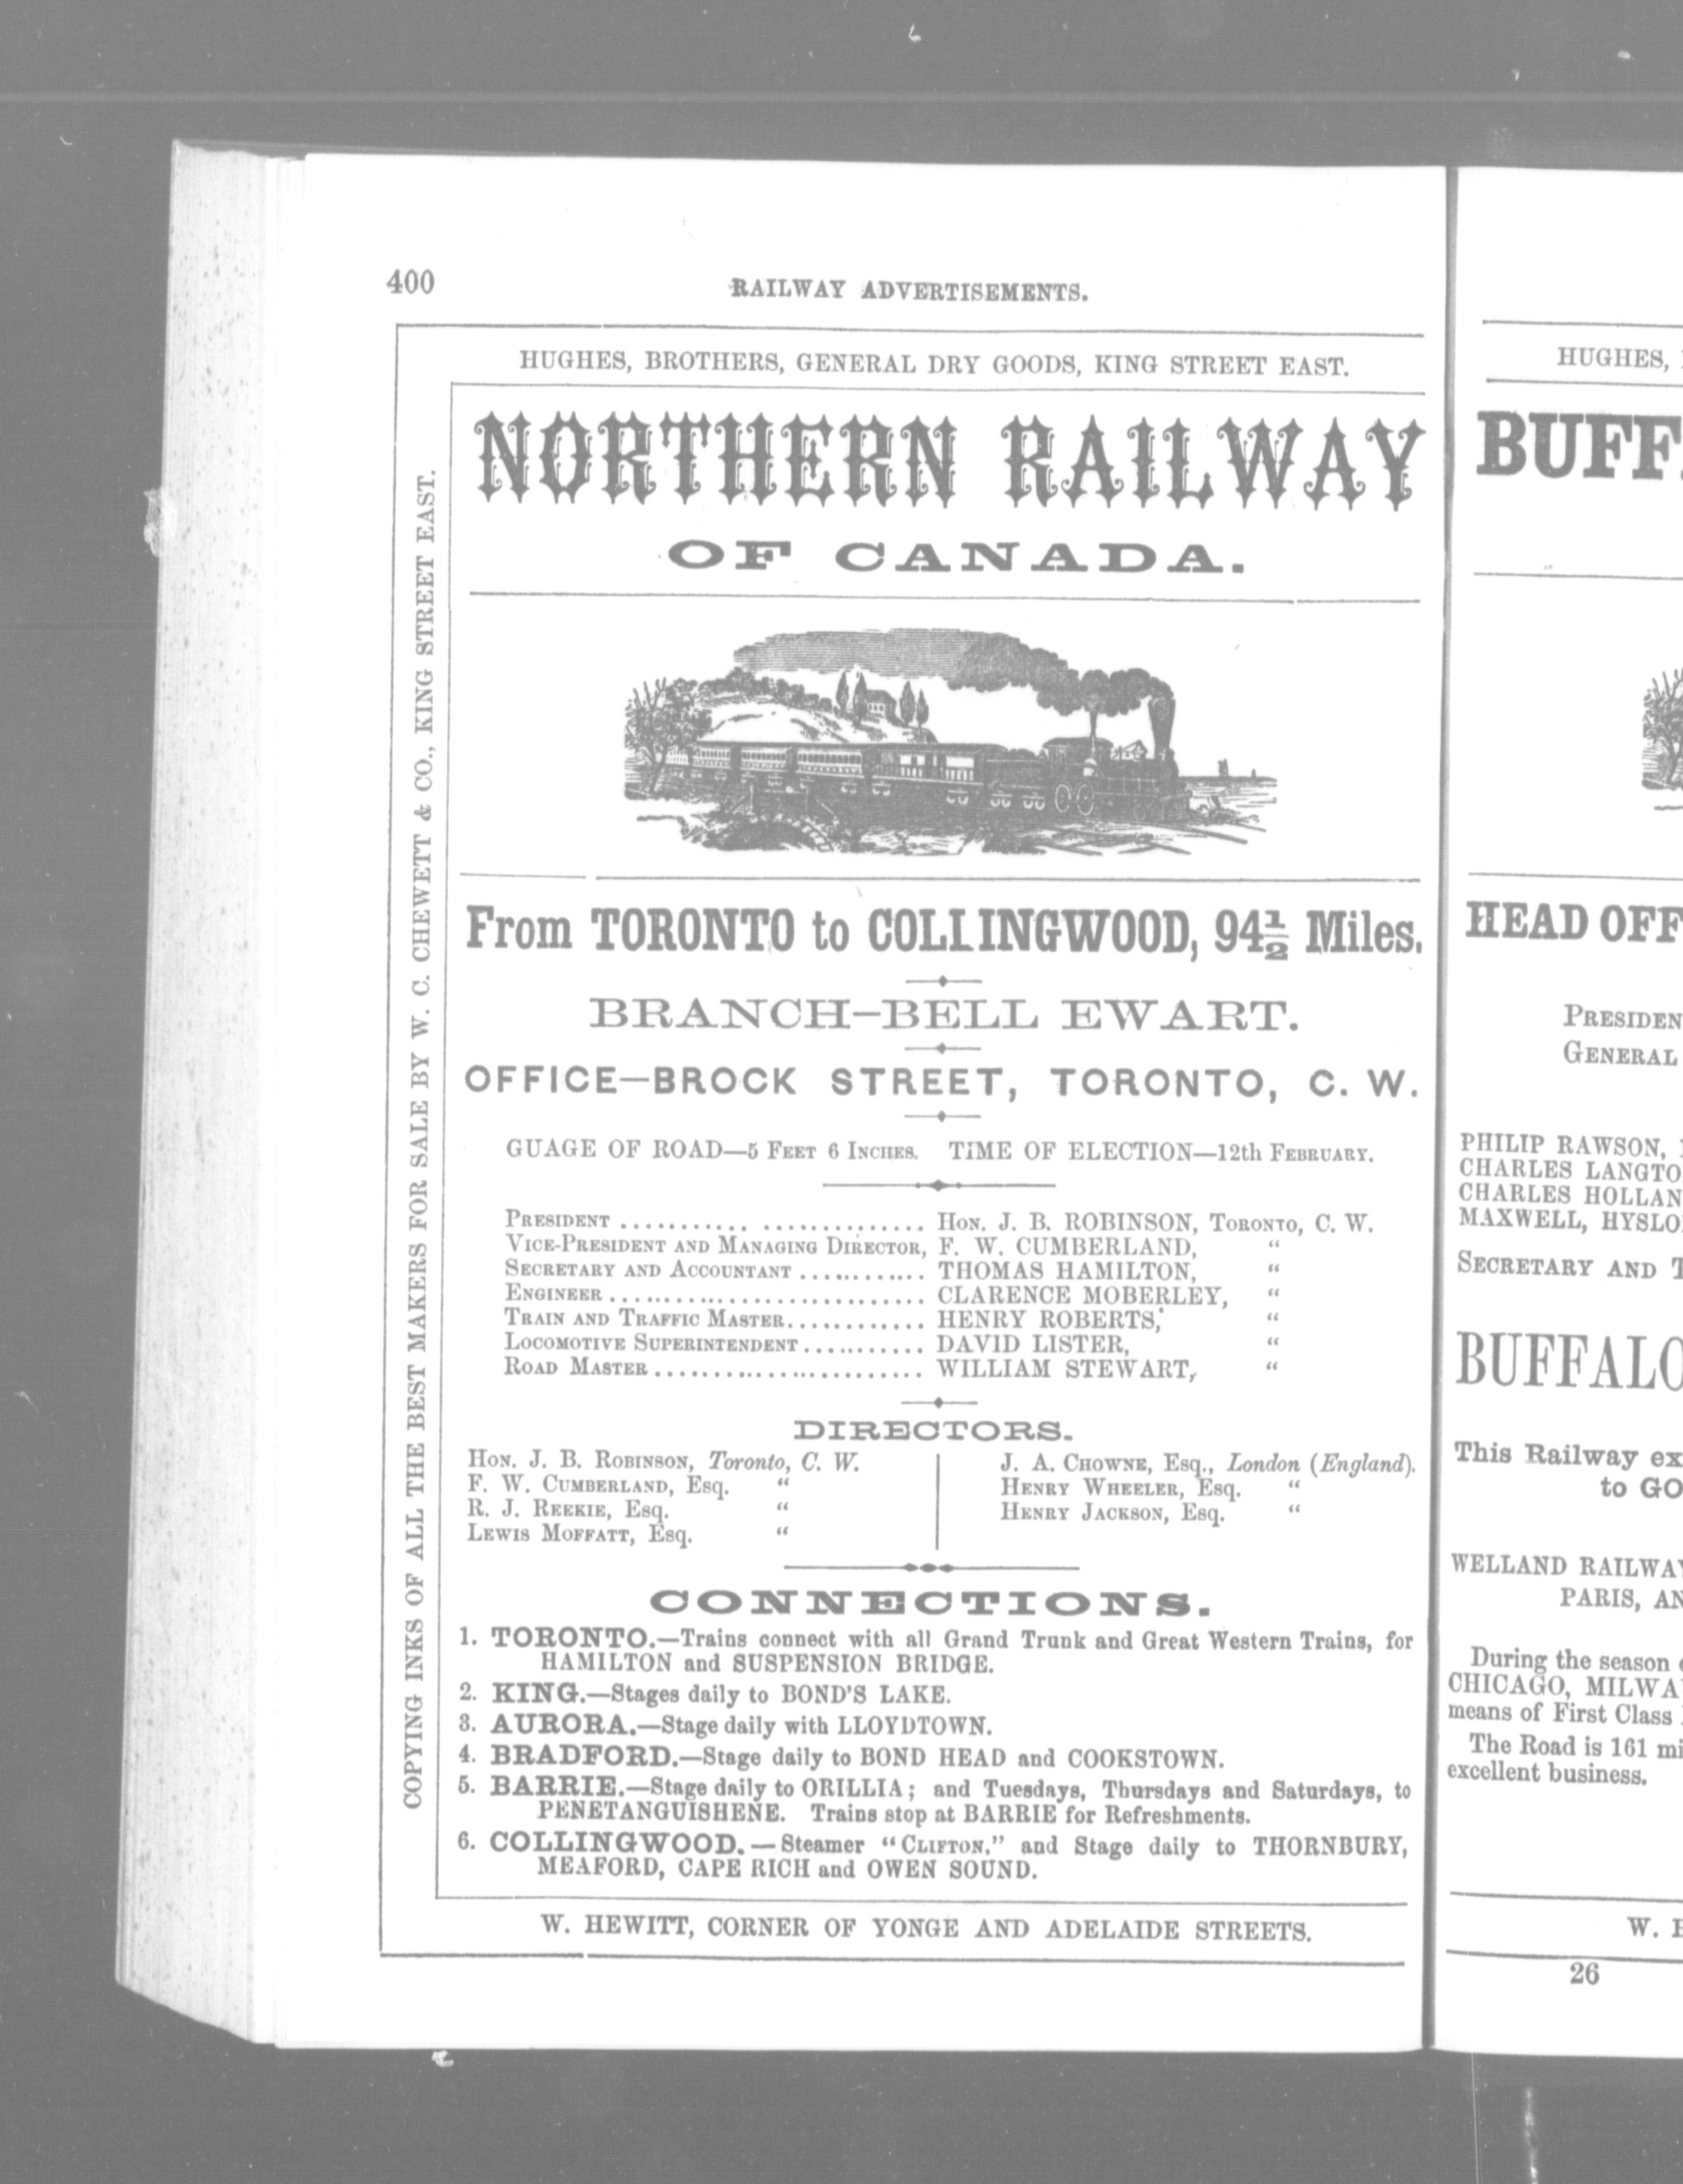 400
RAILWAY ADVERTISEMENTS.
HUGHES, BROTHERS, GENERAL DRY GOODS, KING STREET EAST.
COPYING INKS OF ALL THE BEST MAKERS FOR SALE BY W. C. CHEWETT & CO., KING STREET EAST.
NORTHERN RAILWAY
OF CANADA.
From TORONTO to COLLINGWOOD, 94½ Miles.
BRANCH—BELL EWART.
OFFICE—BROCK STREET, TORONTO, C. W.
GUAGE OF ROAD—5 FEET 6 INCHES. TIME OF ELECTION—12th FEBRUARY.
PRESIDENT ........................... HON. J. B. ROBINSON, TORONTO, C. W.
VICE-PRESIDENT AND MANAGING DIRECTOR, F. W. CUMBERLAND, "
SECRETARY AND ACCOUNTANT ............ THOMAS HAMILTON, "
ENGINEER ............................ CLARENCE MOBERLEY, "
TRAIN AND TRAFFIC MASTER............ HENRY ROBERTS, "
LOCOMOTIVE SUPERINTENDENT ........... DAVID LISTER, "
ROAD MASTER ........................ WILLIAM STEWART, "
DIRECTORS.
HON. J. B. ROBINSON, Toronto, C. W.
F. W. CUMBERLAND, ESQ. "
R. J. REEKIE, ESQ. "
LEWIS MOFFATT, ESQ. "
J. A. CHOWNE, ESQ., London (England).
HENRY WHEELER, ESQ. "
HENRY JACKSON, ESQ. "
CONNECTIONS.
1. TORONTO.—Trains connect with all Grand Trunk and Great Western Trains, for
HAMILTON and SUSPENSION BRIDGE.
2. KING.—Stages daily to BOND'S LAKE.
3. AURORA.—Stage daily with LLOYDTOWN.
4. BRADFORD.—Stage daily to BOND HEAD and COOKSTOWN.
5. BARRIE.—Stage daily to ORILLIA; and Tuesdays, Thursdays and Saturdays, to
PENETANGUISHENE. Trains stop at BARRIE for Refreshments.
6. COLLINGWOOD.—Steamer "CLIFTON," and Stage daily to THORNBURY,
MEAFORD, CAPE RICH and OWEN SOUND.
W. HEWITT, CORNER OF YONGE AND ADELAIDE STREETS.
HUGHES,
BUFF
HEAD OFF
PRESIDEN
GENERAL
PHILIP RAWSON,
CHARLES LANGTO
CHARLES HOLLAN
MAXWELL, HYSLO
SECRETARY AND
BUFFALO
This Railway ex
to GO
WELLAND RAILWAY
PARIS, AN
During the season
CHICAGO, MILWA
means of First Class
The Road is 161 mi
excellent business.
W.
26